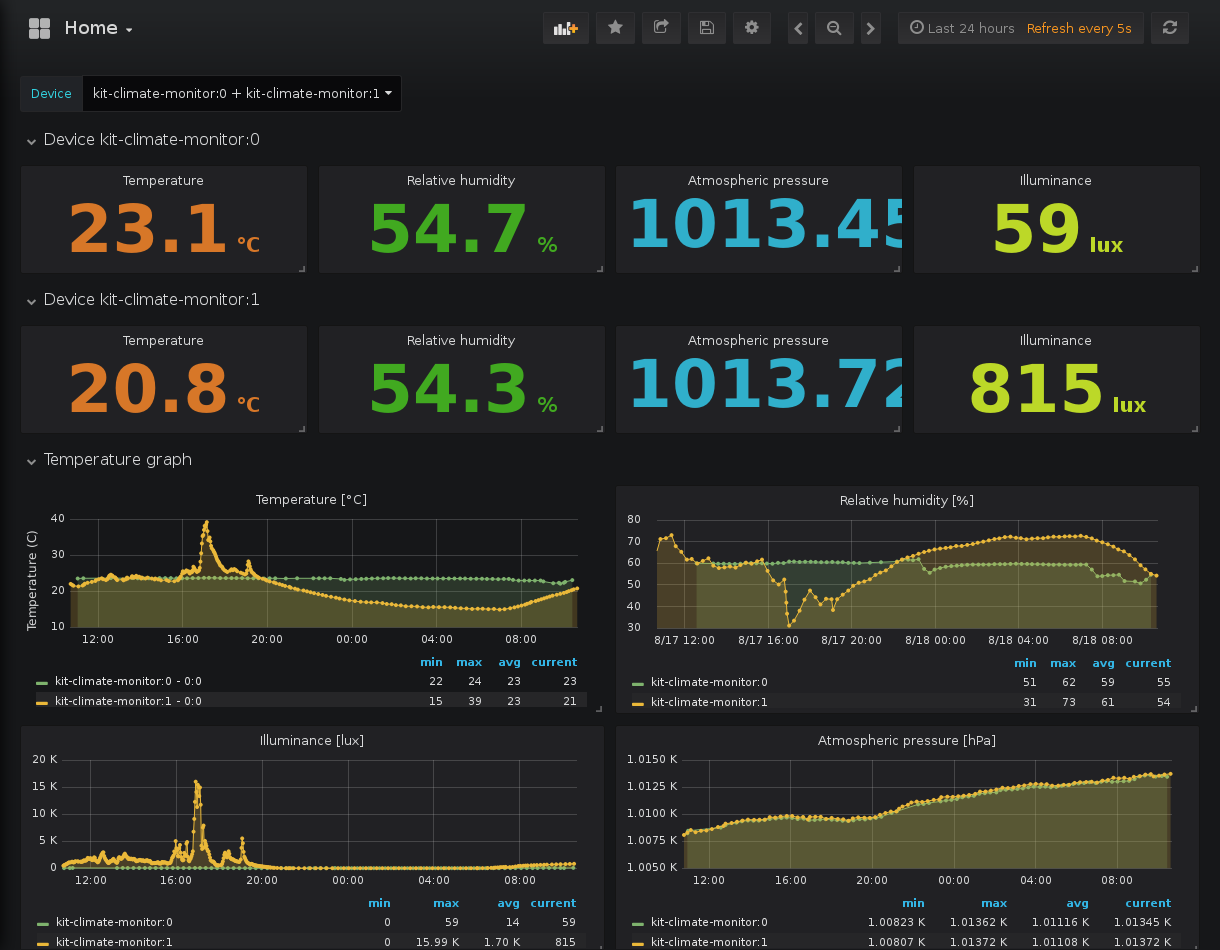 Home
Last 24 hours Refresh every 5s
Device kit-climate-monitor:0 + kit-climate-monitor:1
Device kit-climate-monitor:0
Temperature Relative humidity Atmospheric pressure Illuminance
23.1 °C 54.7 % 1013.45 59 lux
Device kit-climate-monitor:1
Temperature Relative humidity Atmospheric pressure Illuminance
20.8 °C 54.3 % 1013.72 815 lux
Temperature graph
Temperature [°C]
Temperature (C)
40
30
20
10
12:00 16:00 20:00 00:00 04:00 08:00
min max avg current
kit-climate-monitor:0 - 0:0 22 24 23 23
kit-climate-monitor:1 - 0:0 15 39 23 21
Relative humidity [%]
80
70
60
50
40
30
8/17 12:00 8/17 16:00 8/17 20:00 8/18 00:00 8/18 04:00 8/18 08:00
min max avg current
kit-climate-monitor:0 51 62 59 55
kit-climate-monitor:1 31 73 61 54
Illuminance [lux]
20 K
15 K
10 K
5 K
0
12:00 16:00 20:00 00:00 04:00 08:00
min max avg current
kit-climate-monitor:0 0 59 14 59
kit-climate-monitor:1 0 15.99 K 1.70 K 815
Atmospheric pressure [hPa]
1.0150 K
1.0125 K
1.0100 K
1.0075 K
1.0050 K
12:00 16:00 20:00 00:00 04:00 08:00
min max avg current
kit-climate-monitor:0 1.00823 K 1.01362 K 1.01116 K 1.01345 K
kit-climate-monitor:1 1.00807 K 1.01372 K 1.01108 K 1.01372 K